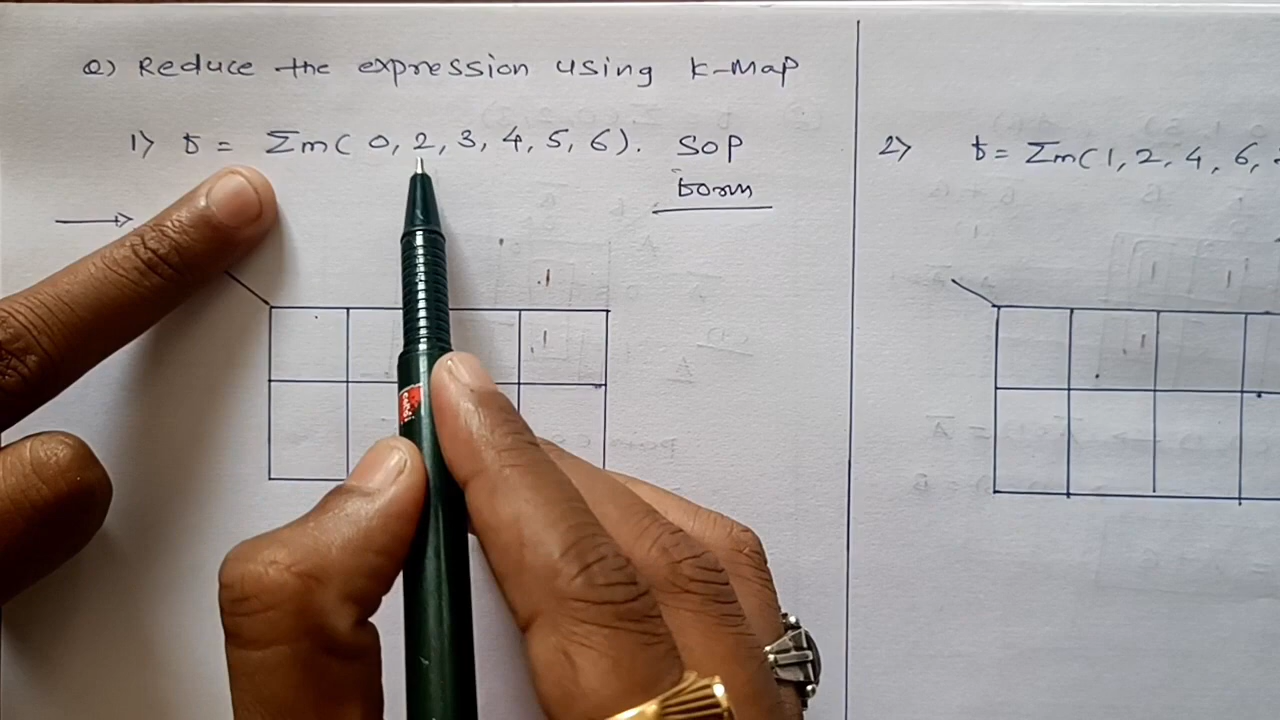 Q) Reduce the expression using K-Map
1) f = Σm( 0, 2, 3, 4, 5, 6). SOP
form
2) f = Σm( 1, 2, 4, 6,